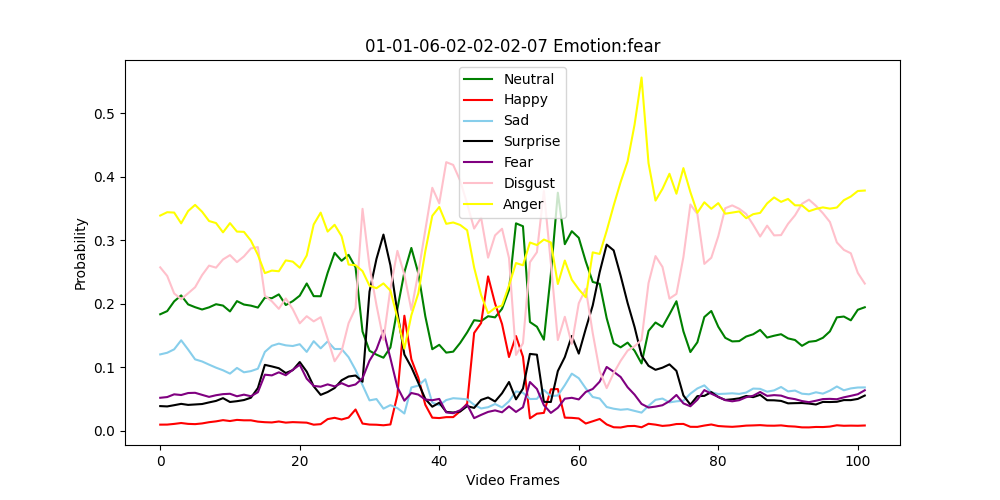 01-01-06-02-02-02-07 Emotion:fear
Neutral
Happy
Sad
Surprise
Fear
Disgust
Anger
Probability
0.5
0.4
0.3
0.2
0.1
0.0
0 20 40 60 80 100
Video Frames